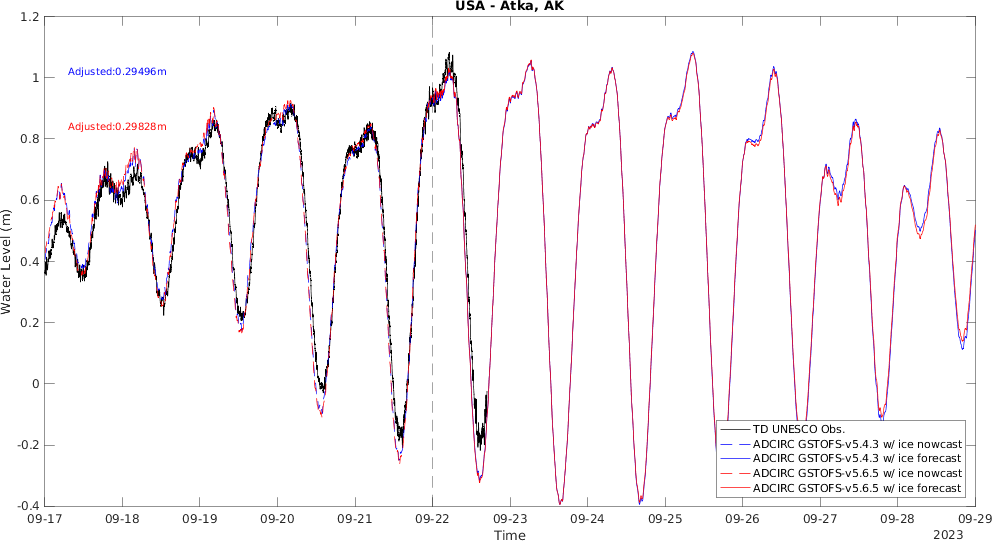 USA - Atka, AK
1.2
1
0.8
0.6
0.4
0.2
0
-0.2
-0.4
Water Level (m)
Adjusted:0.29496m
Adjusted:0.29828m
TD UNESCO Obs.
ADCIRC GSTOFS-v5.4.3 w/ ice nowcast
ADCIRC GSTOFS-v5.4.3 w/ ice forecast
ADCIRC GSTOFS-v5.6.5 w/ ice nowcast
ADCIRC GSTOFS-v5.6.5 w/ ice forecast
09-17 09-18 09-19 09-20 09-21 09-22 09-23 09-24 09-25 09-26 09-27 09-28 09-29
Time
2023